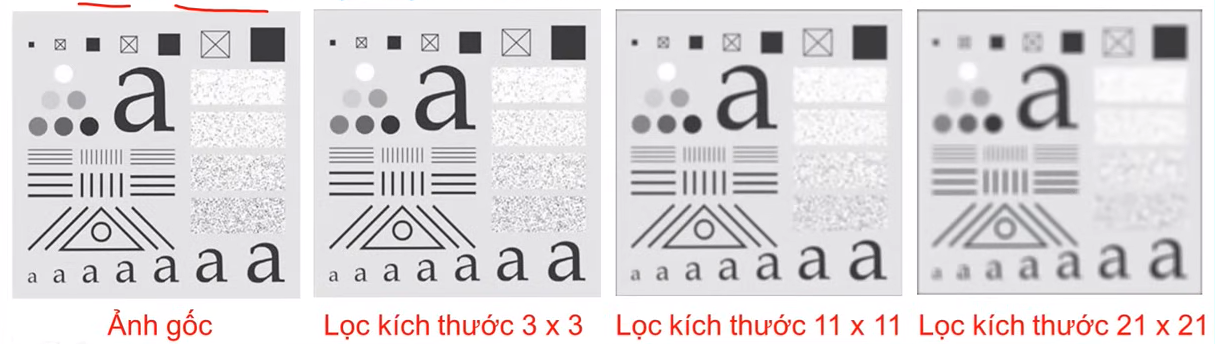 a
a
a
a
a a a a a a a
a a a a a a a
a a a a a a a
a a a a a a a
Ảnh gốc
Lọc kích thước 3 x 3
Lọc kích thước 11 x 11
Lọc kích thước 21 x 21